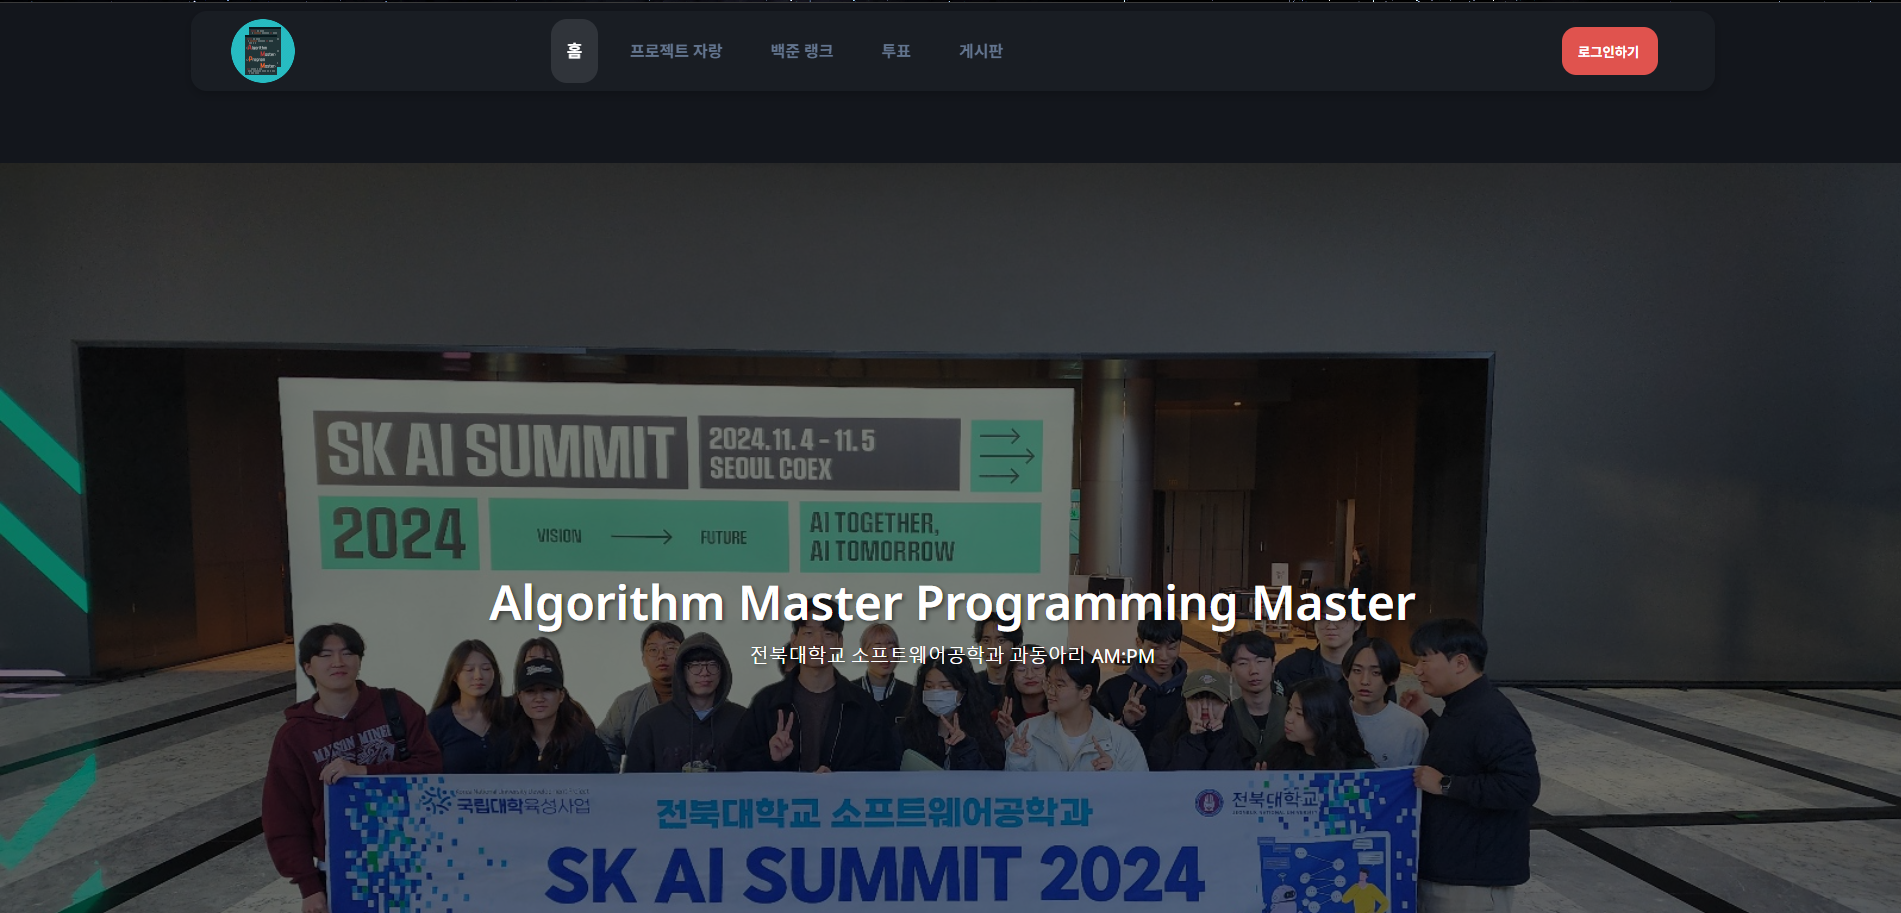 홈
프로젝트 자랑
백준 랭크
투표
게시판
로그인하기
SK AI SUMMIT
2024.11.4 - 11.5
SEOUL COEX
2024
VISION
FUTURE
AI TOGETHER,
AI TOMORROW
Algorithm Master Programming Master
전북대학교 소프트웨어공학과 과동아리 AM:PM
국립대학육성사업
전북대학교 소프트웨어공학과
전북대학교
SK AI SUMMIT 2024